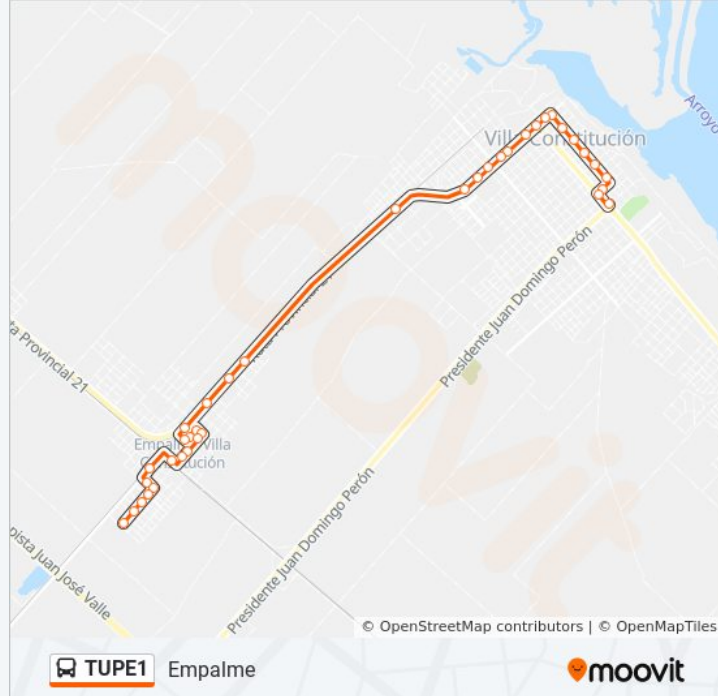 moovit
Arroyo
Villa Constitución
Presidente Juan Domingo Perón
ta Provincial 21
Empalme Villa
Constitución
Presidente Juan Domingo Perón
pista Juan José Valle
© OpenStreetMap contributors | © OpenMapTiles
TUPE1 Empalme
moovit